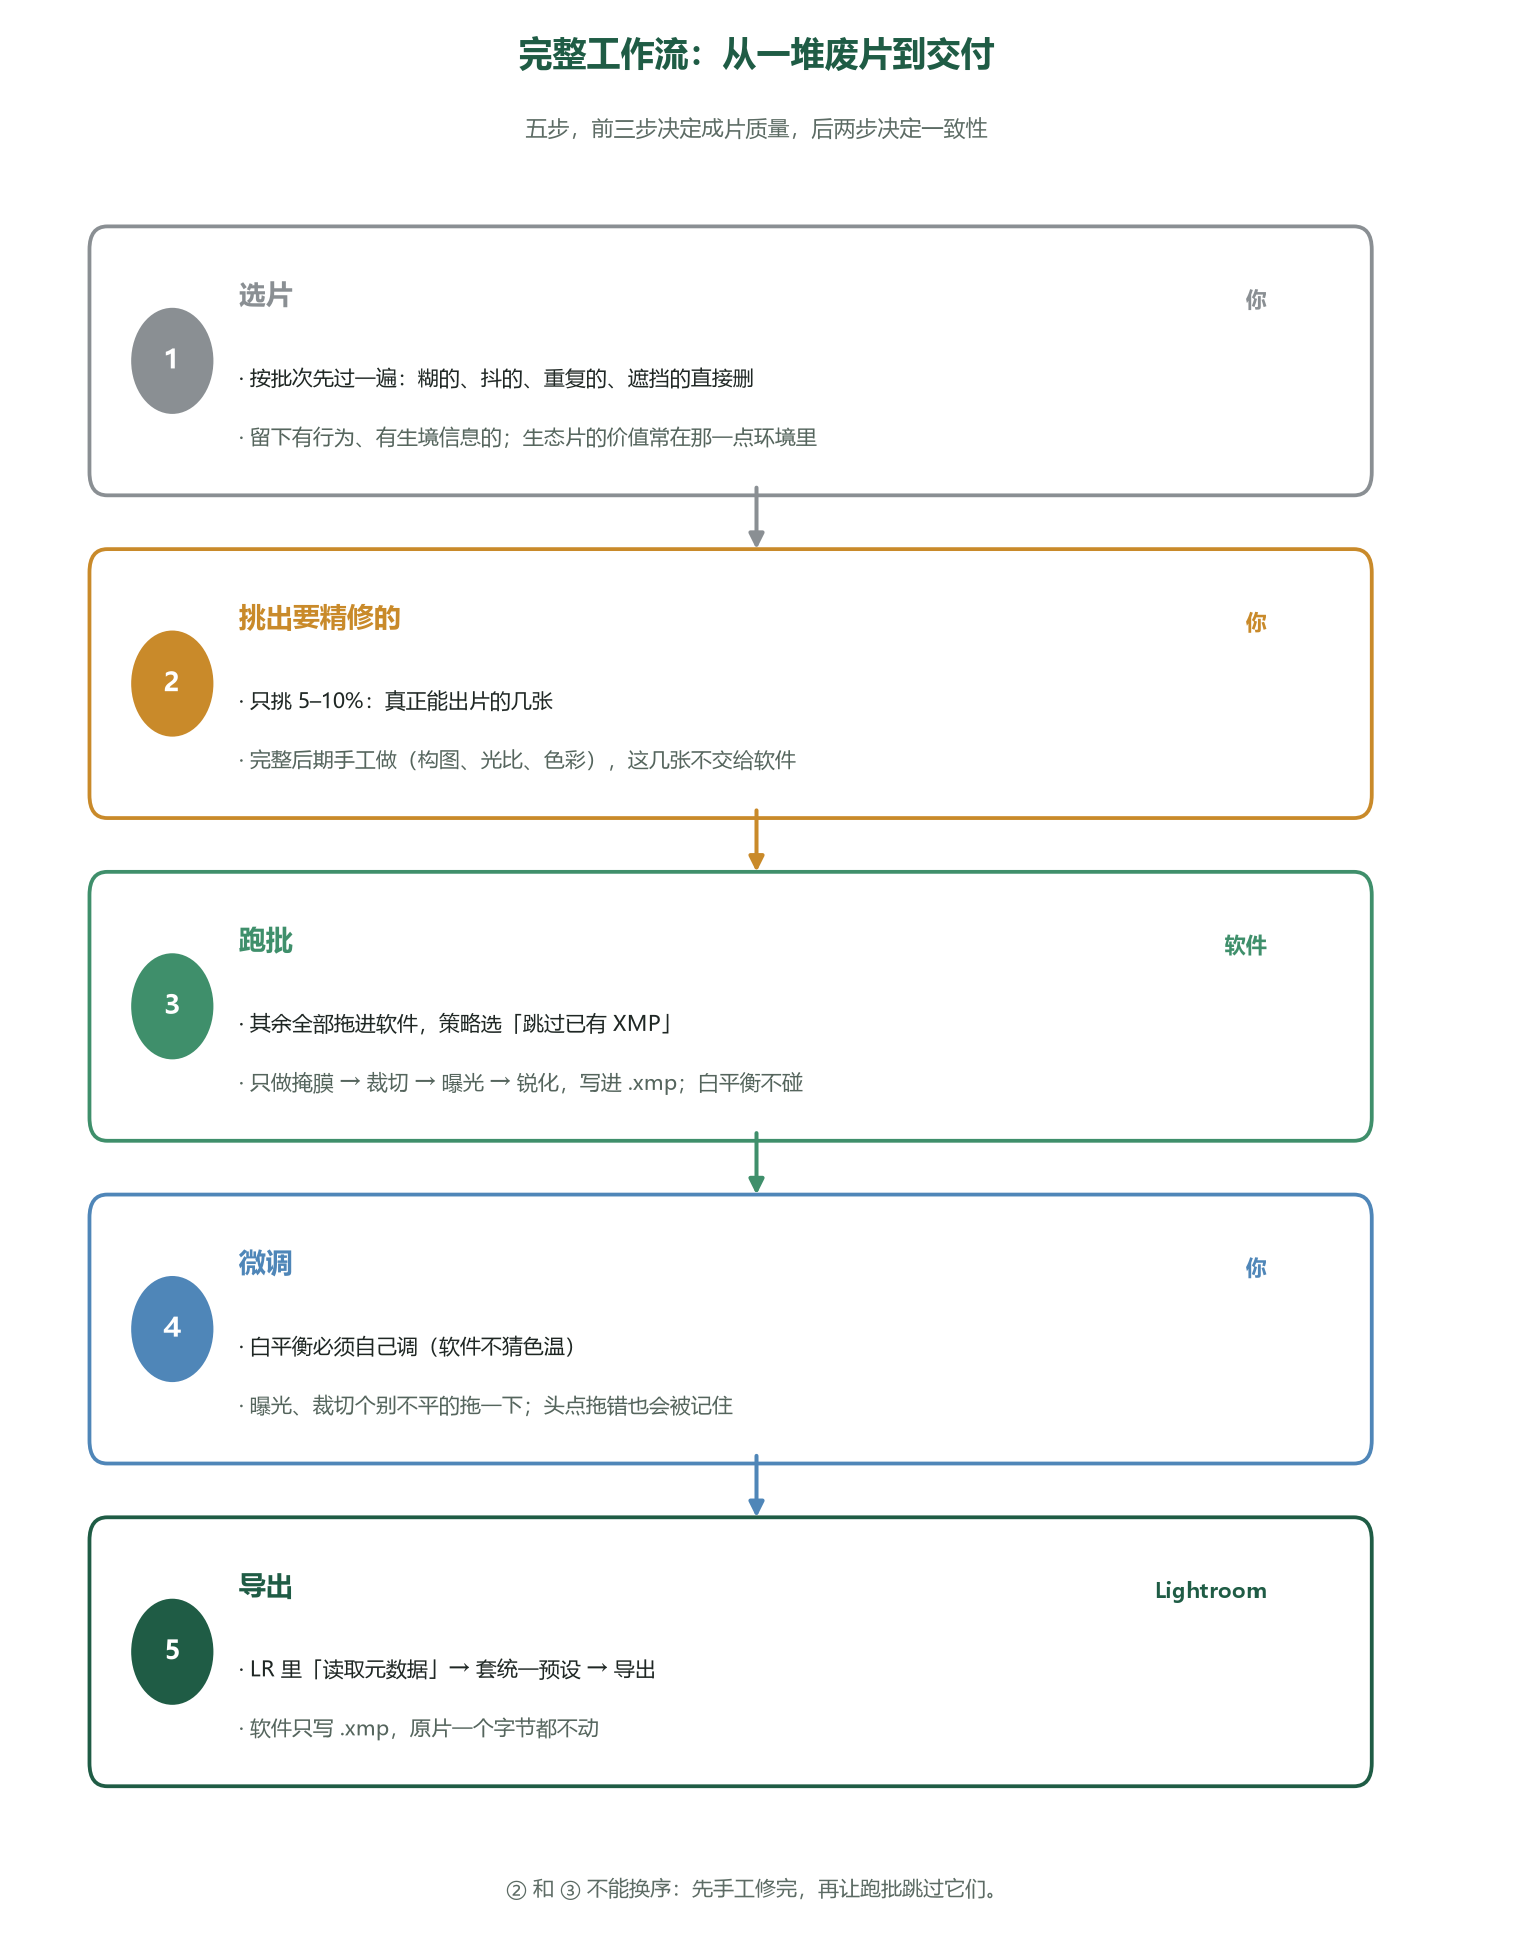 完整工作流：从一堆废片到交付
五步，前三步决定成片质量，后两步决定一致性
选片
你
1
· 按批次先过一遍：糊的、抖的、重复的、遮挡的直接删
· 留下有行为、有生境信息的；生态片的价值常在那一点环境里
挑出要精修的
你
2
· 只挑 5–10%：真正能出片的几张
· 完整后期手工做（构图、光比、色彩），这几张不交给软件
跑批
软件
3
· 其余全部拖进软件，策略选「跳过已有 XMP」
· 只做掩膜 → 裁切 → 曝光 → 锐化，写进 .xmp；白平衡不碰
微调
你
4
· 白平衡必须自己调（软件不猜色温）
· 曝光、裁切个别不平的拖一下；头点拖错也会被记住
导出
Lightroom
5
· LR 里「读取元数据」→ 套统一预设 → 导出
· 软件只写 .xmp，原片一个字节都不动
② 和 ③ 不能换序：先手工修完，再让跑批跳过它们。